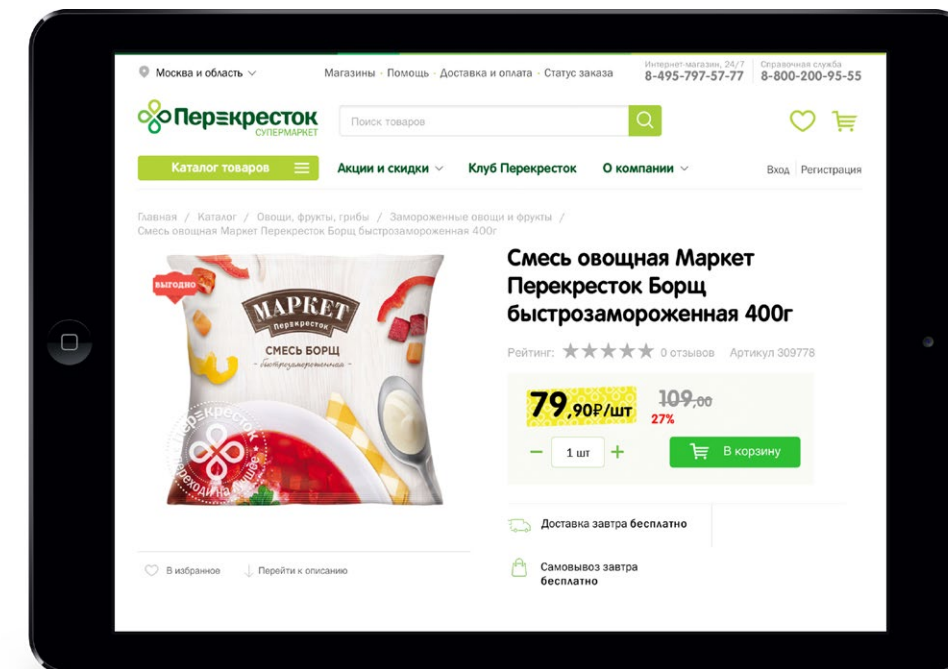 Москва и область
Магазины · Помощь · Доставка и оплата · Статус заказа
Интернет-магазин, 24/7
8-495-797-57-77
Справочная служба
8-800-200-95-55
Перекресток
СУПЕРМАРКЕТ
Поиск товаров
Каталог товаров
Акции и скидки
Клуб Перекресток
О компании
Вход
Регистрация
Главная / Каталог / Овощи, фрукты, грибы / Замороженные овощи и фрукты /
Смесь овощная Маркет Перекресток Борщ быстрозамороженная 400г
ВЫГОДНО
МАРКЕТ
Перекресток
СМЕСЬ БОРЩ
- быстрозамороженная -
Перекресток
переходи на лучшее
Смесь овощная Маркет
Перекресток Борщ
быстрозамороженная 400г
Рейтинг: ★★★★★ 0 отзывов Артикул 309778
79,90₽/шт
109,00
27%
− 1 шт +
В корзину
Доставка завтра бесплатно
Самовывоз завтра
бесплатно
В избранное
Перейти к описанию